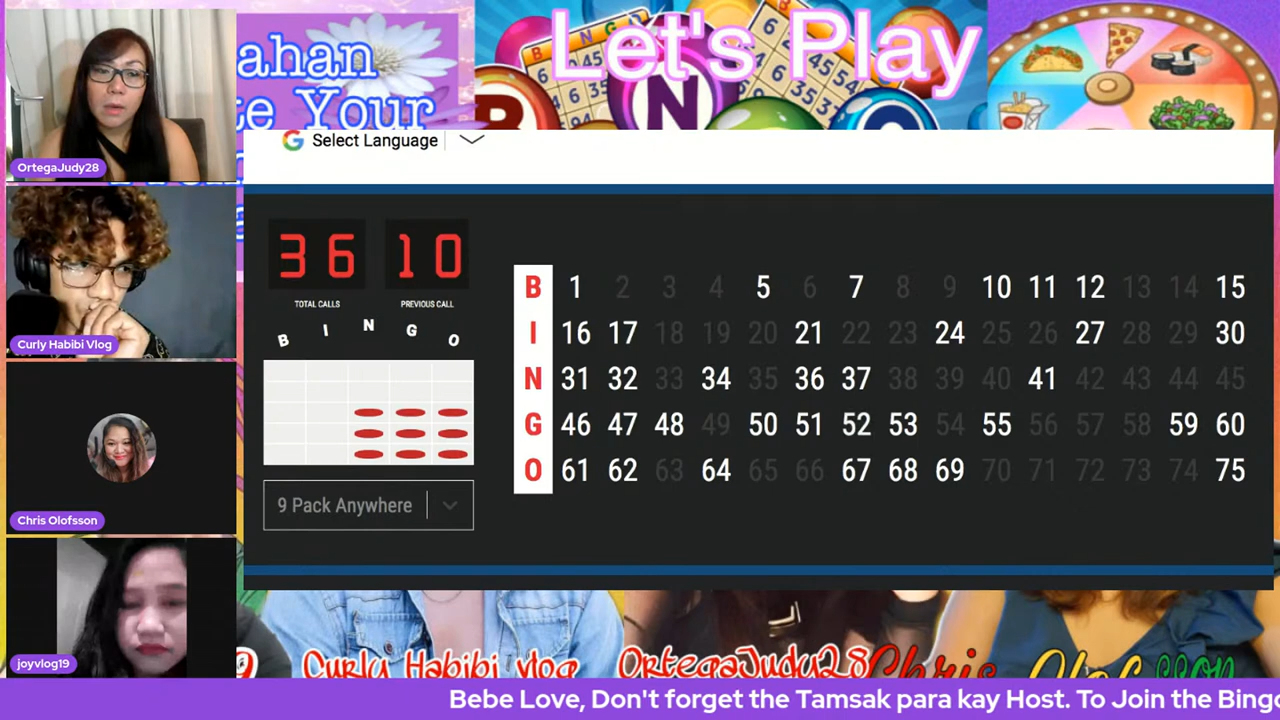 Let's Play
ahan
te Your
N
Select Language
OrtegaJudy28
Curly Habibi Vlog
Chris Olofsson
joyvlog19
36 10
TOTAL CALLS PREVIOUS CALL
B I N G O
9 Pack Anywhere
B 1 2 3 4 5 6 7 8 9 10 11 12 13 14 15
I 16 17 18 19 20 21 22 23 24 25 26 27 28 29 30
N 31 32 33 34 35 36 37 38 39 40 41 42 43 44 45
G 46 47 48 49 50 51 52 53 54 55 56 57 58 59 60
O 61 62 63 64 65 66 67 68 69 70 71 72 73 74 75
9 Curly Habibi vlog OrtegaJudy28 Chris Olofsson
Bebe Love, Don't forget the Tamsak para kay Host. To Join the Bingo